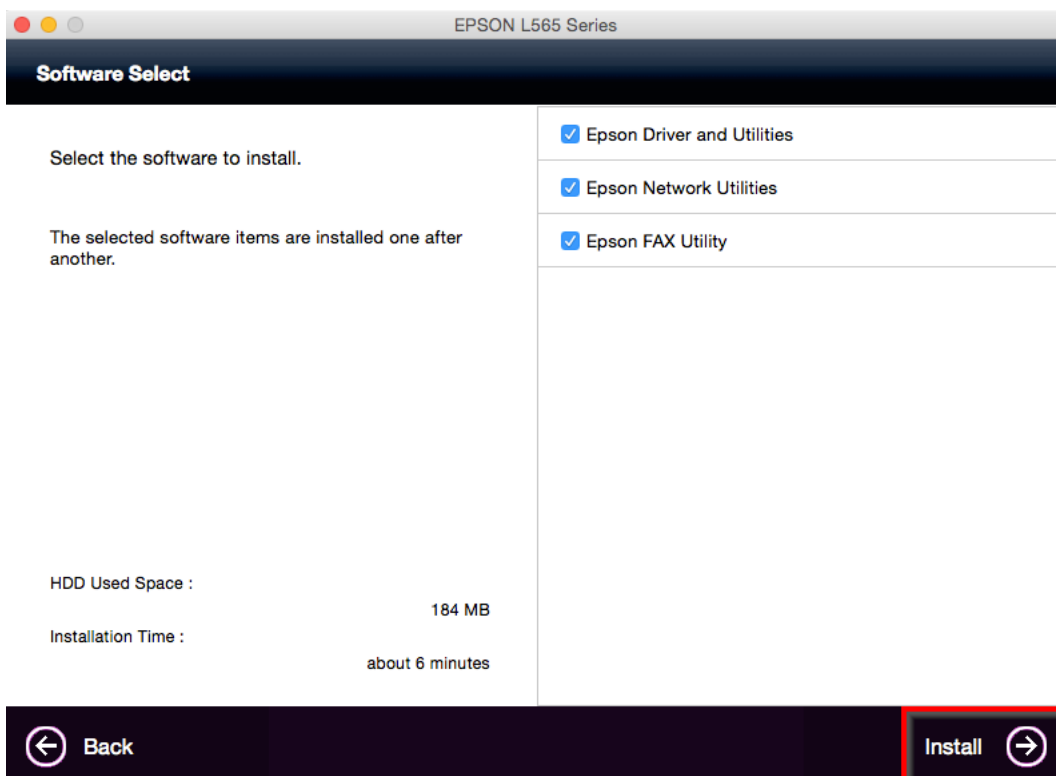 EPSON L565 Series
Software Select
Select the software to install.
The selected software items are installed one after
another.
HDD Used Space :
184 MB
Installation Time :
about 6 minutes
Epson Driver and Utilities
Epson Network Utilities
Epson FAX Utility
Back
Install